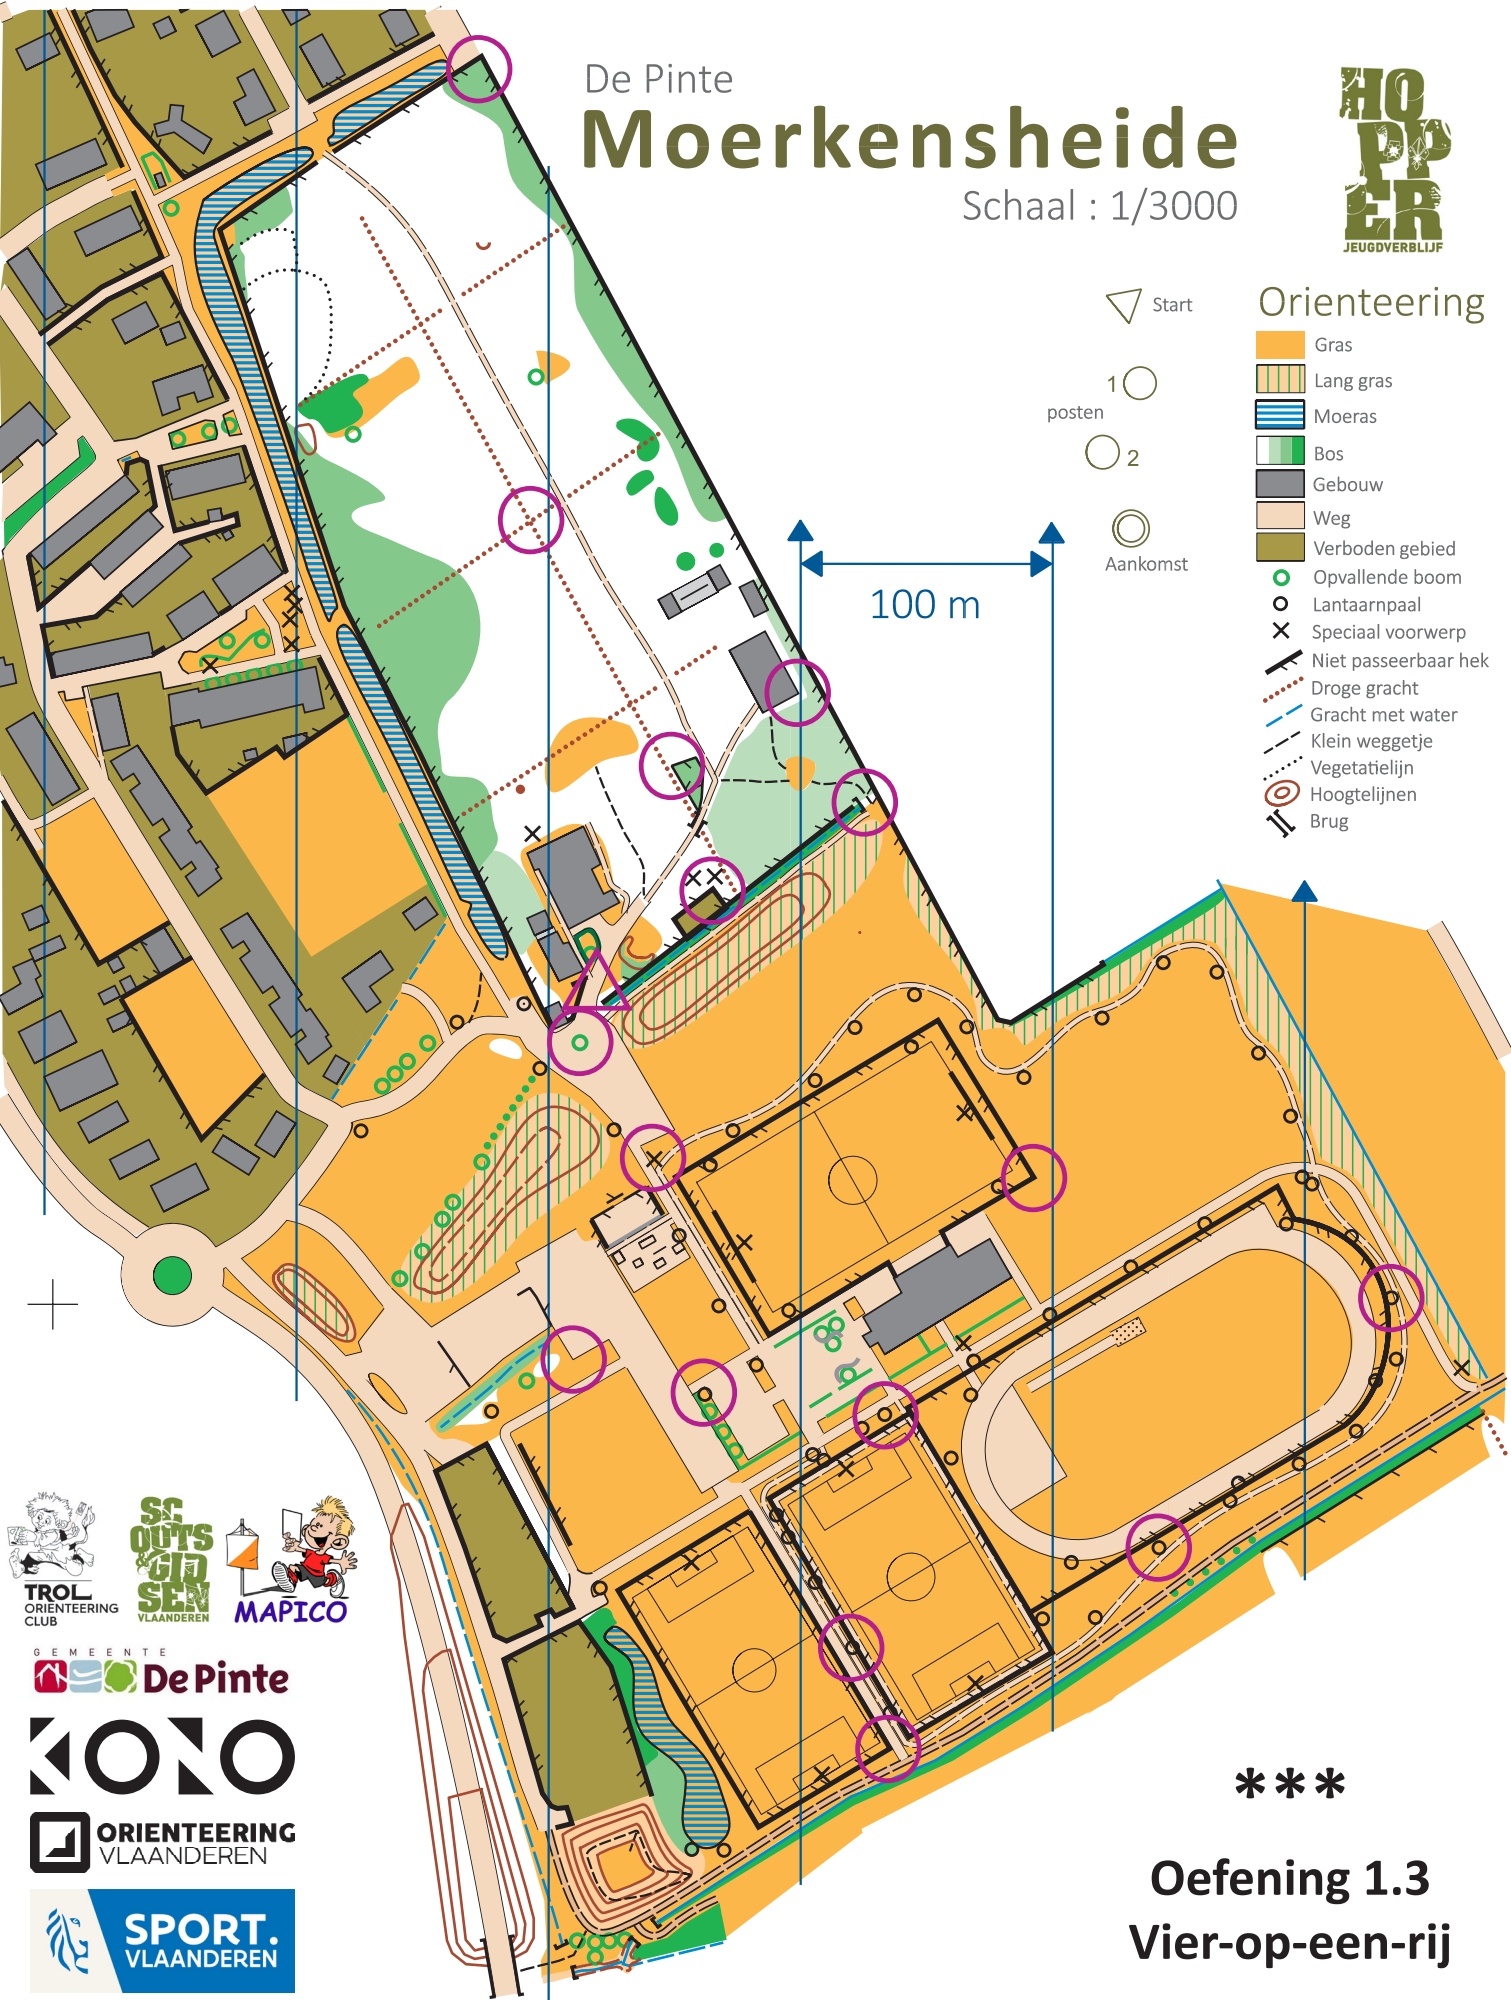 De Pinte
Moerkensheide
Schaal : 1/3000
HOPPER
JEUGDVERBLIJF
Start
1
posten
2
Aankomst
Orienteering
Gras
Lang gras
Moeras
Bos
Gebouw
Weg
Verboden gebied
Opvallende boom
Lantaarnpaal
Speciaal voorwerp
Niet passeerbaar hek
Droge gracht
Gracht met water
Klein weggetje
Vegetatielijn
Hoogtelijnen
Brug
100 m
TROL
ORIENTEERING
CLUB
SCOUTS
& GIDSEN
VLAANDEREN
MAPICO
GEMEENTE
De Pinte
KONO
ORIENTEERING
VLAANDEREN
SPORT.
VLAANDEREN
***
Oefening 1.3
Vier-op-een-rij